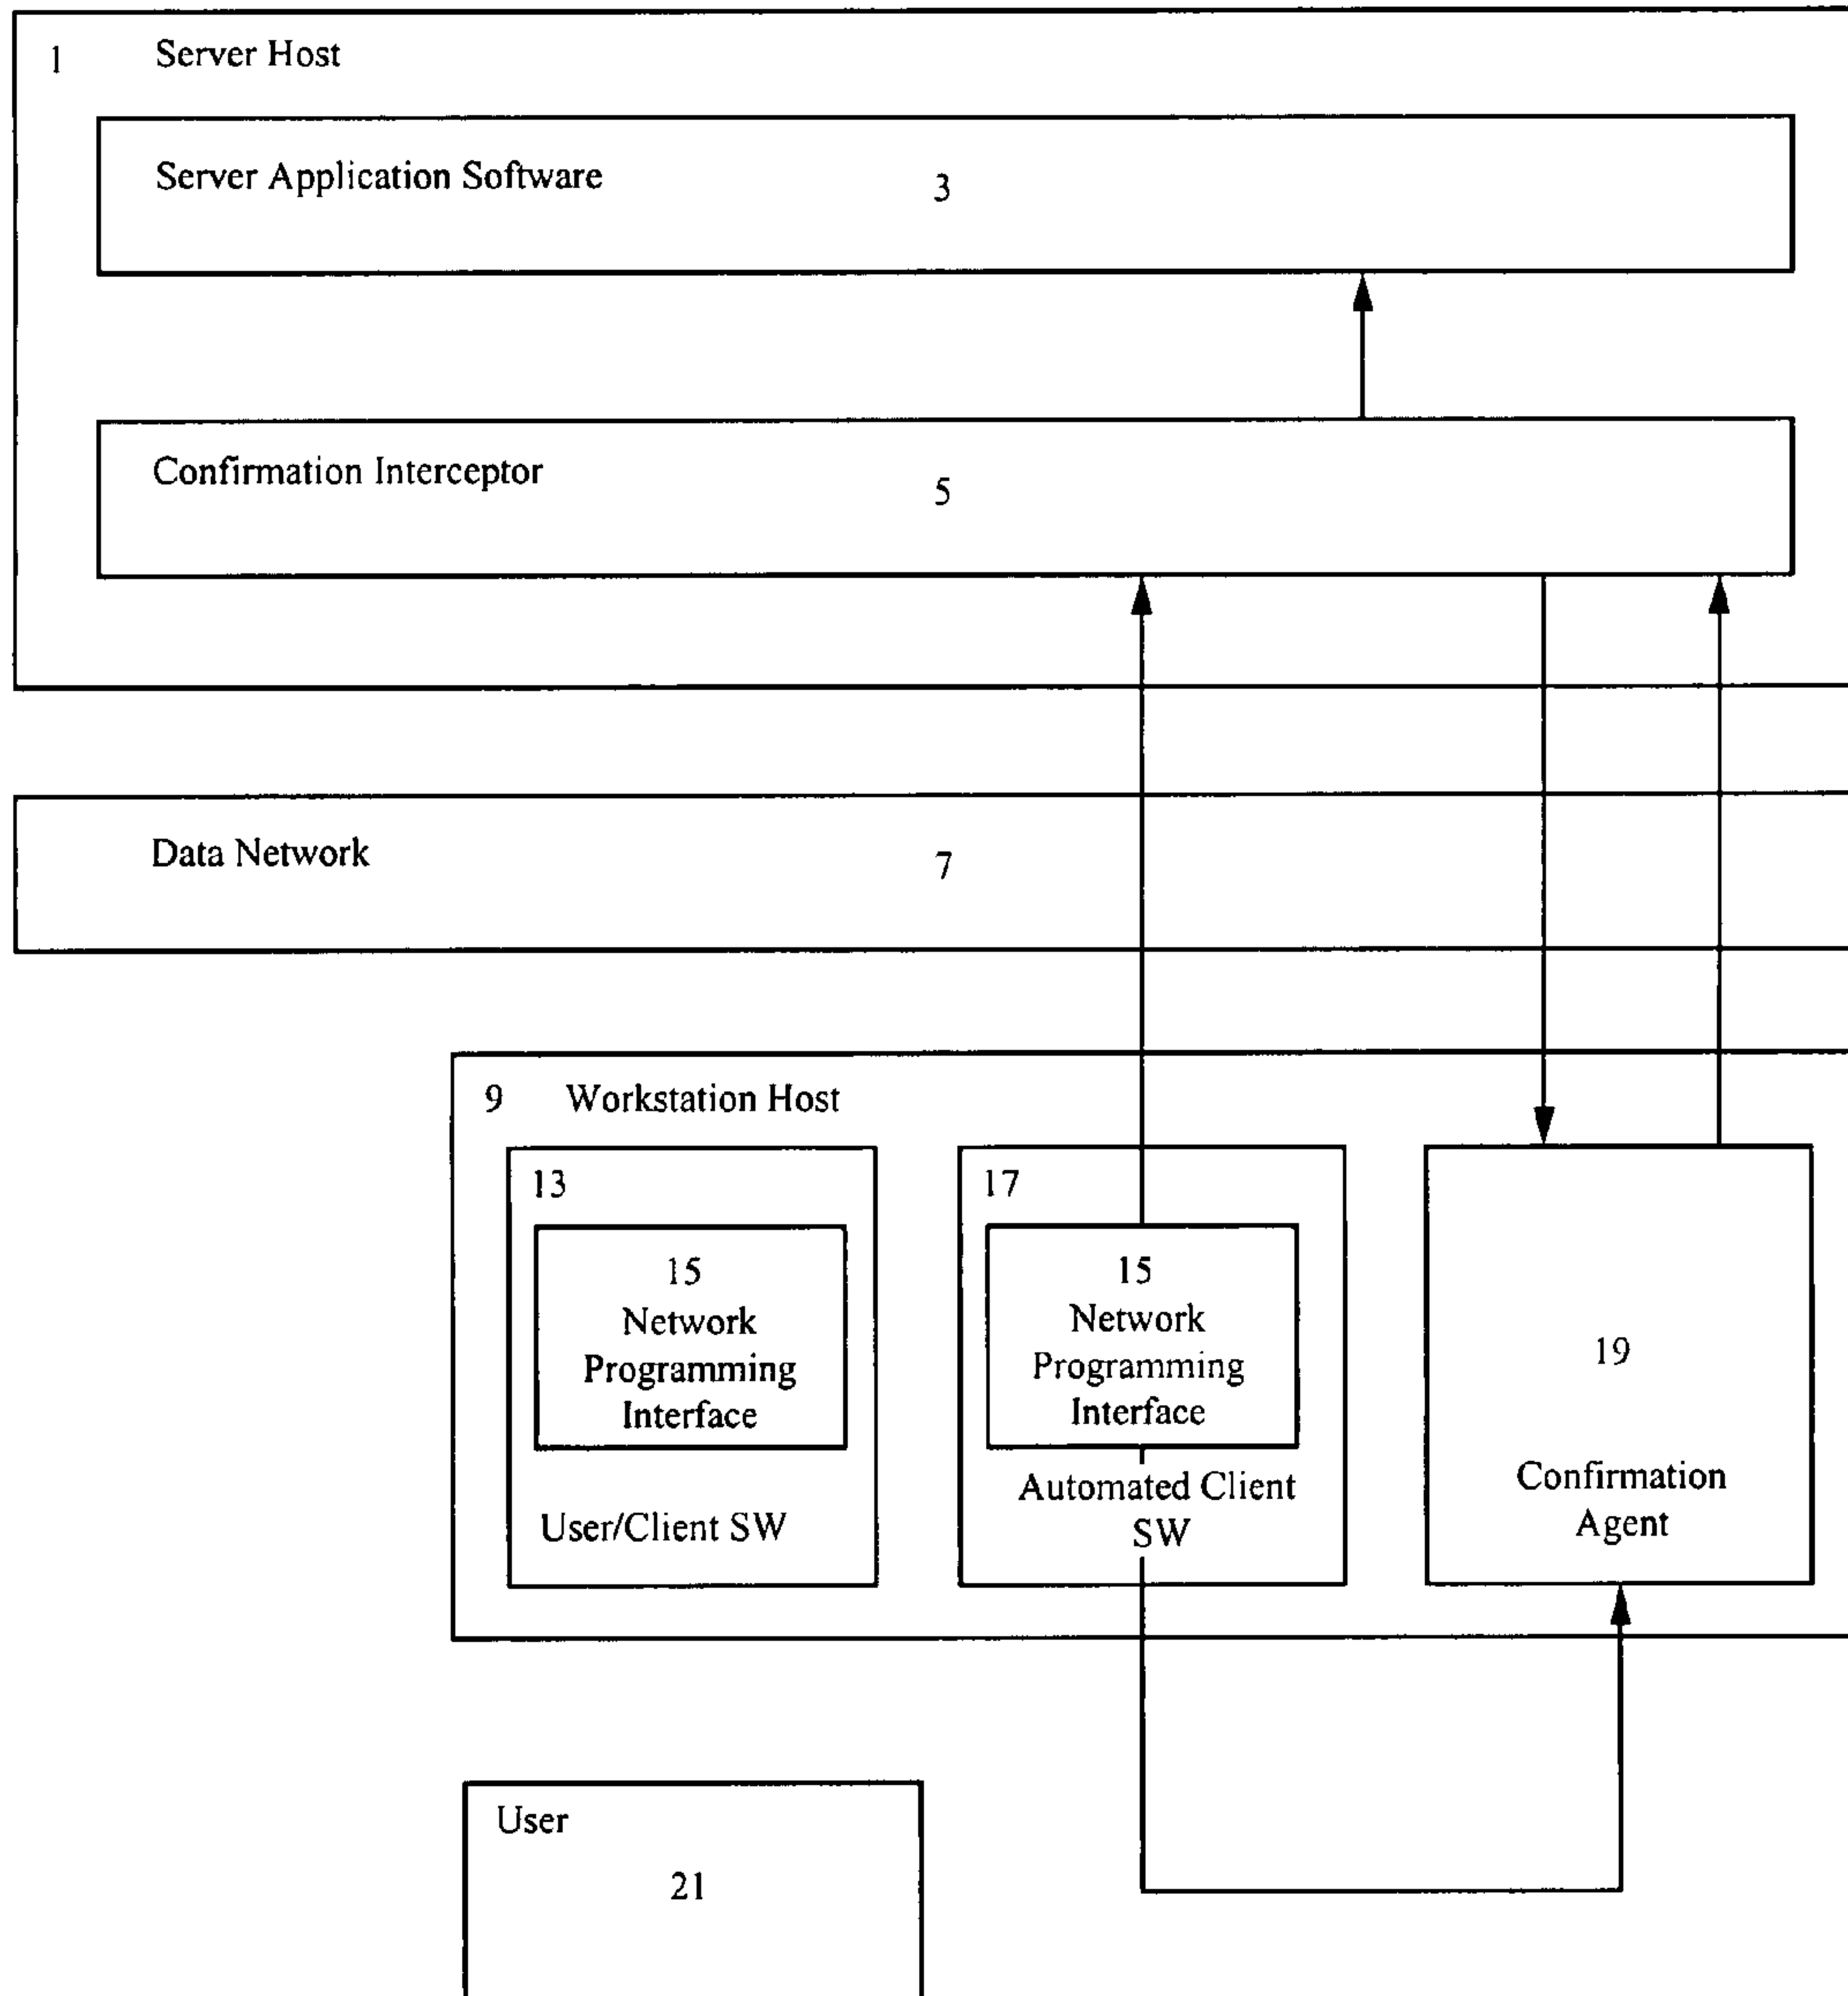 1 Server Host
Server Application Software 3
Confirmation Interceptor 5
Data Network 7
9 Workstation Host
13
15
Network
Programming
Interface
User/Client SW
17
15
Network
Programming
Interface
Automated Client
SW
19
Confirmation
Agent
User
21